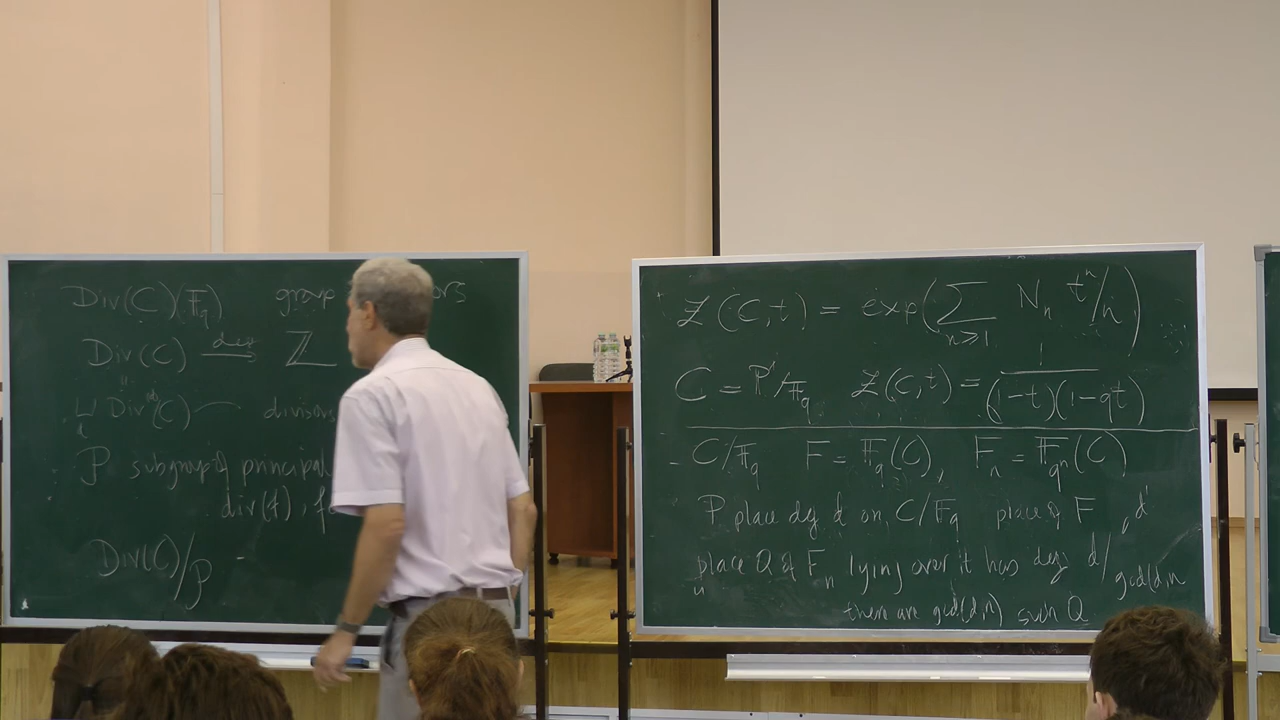 Div(C)(𝔽_q) group ors
Div(C) deg ℤ
⊔ Div (C) divisors
P subgroup of principal
div(f), f
Div(C)/P
Z(C,t) = exp(∑_{n≥1} N_n t^n/n)
C = P^1/𝔽_q Z(C,t) = 1/(1-t)(1-qt)
C/𝔽_q F = 𝔽_q(C), F_n = 𝔽_{q^n}(C)
P place deg d on C/𝔽_q place of F
place Q of F_n lying over it has deg d/gcd(d,n
there are gcd(d,n) such Q